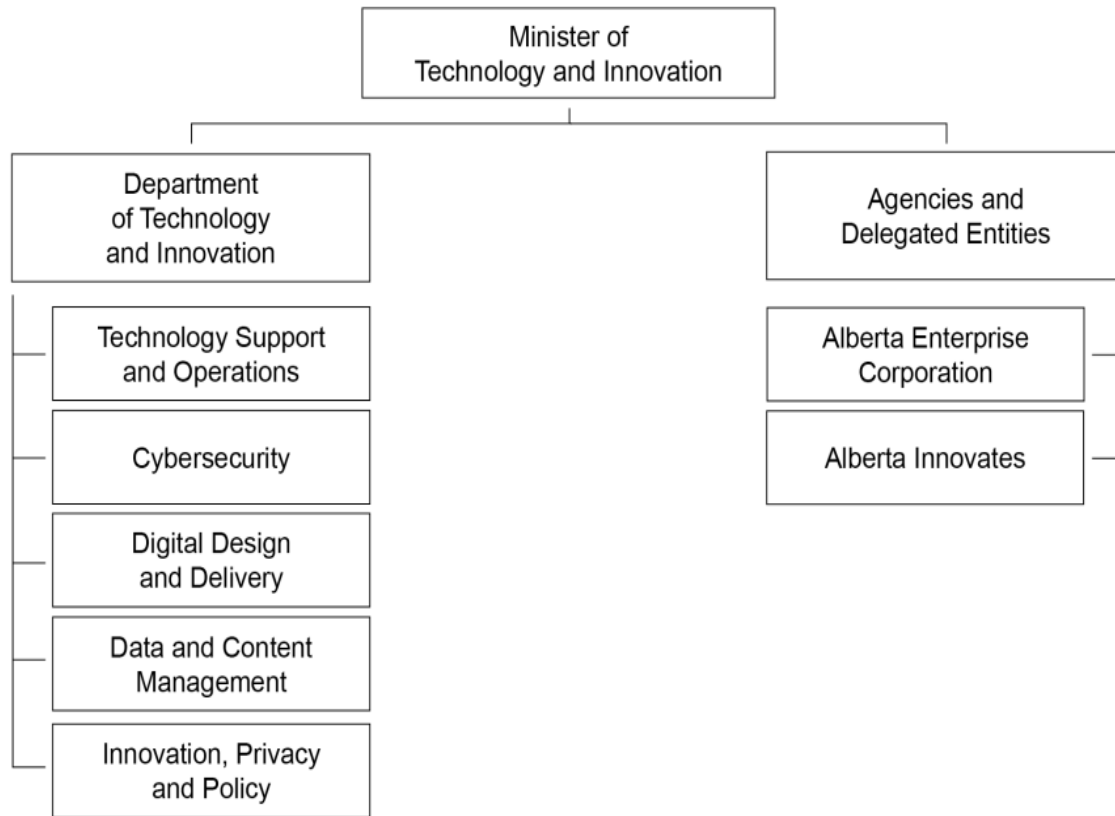 Minister of
Technology and Innovation
Department
of Technology
and Innovation
Technology Support
and Operations
Cybersecurity
Digital Design
and Delivery
Data and Content
Management
Innovation, Privacy
and Policy
Agencies and
Delegated Entities
Alberta Enterprise
Corporation
Alberta Innovates